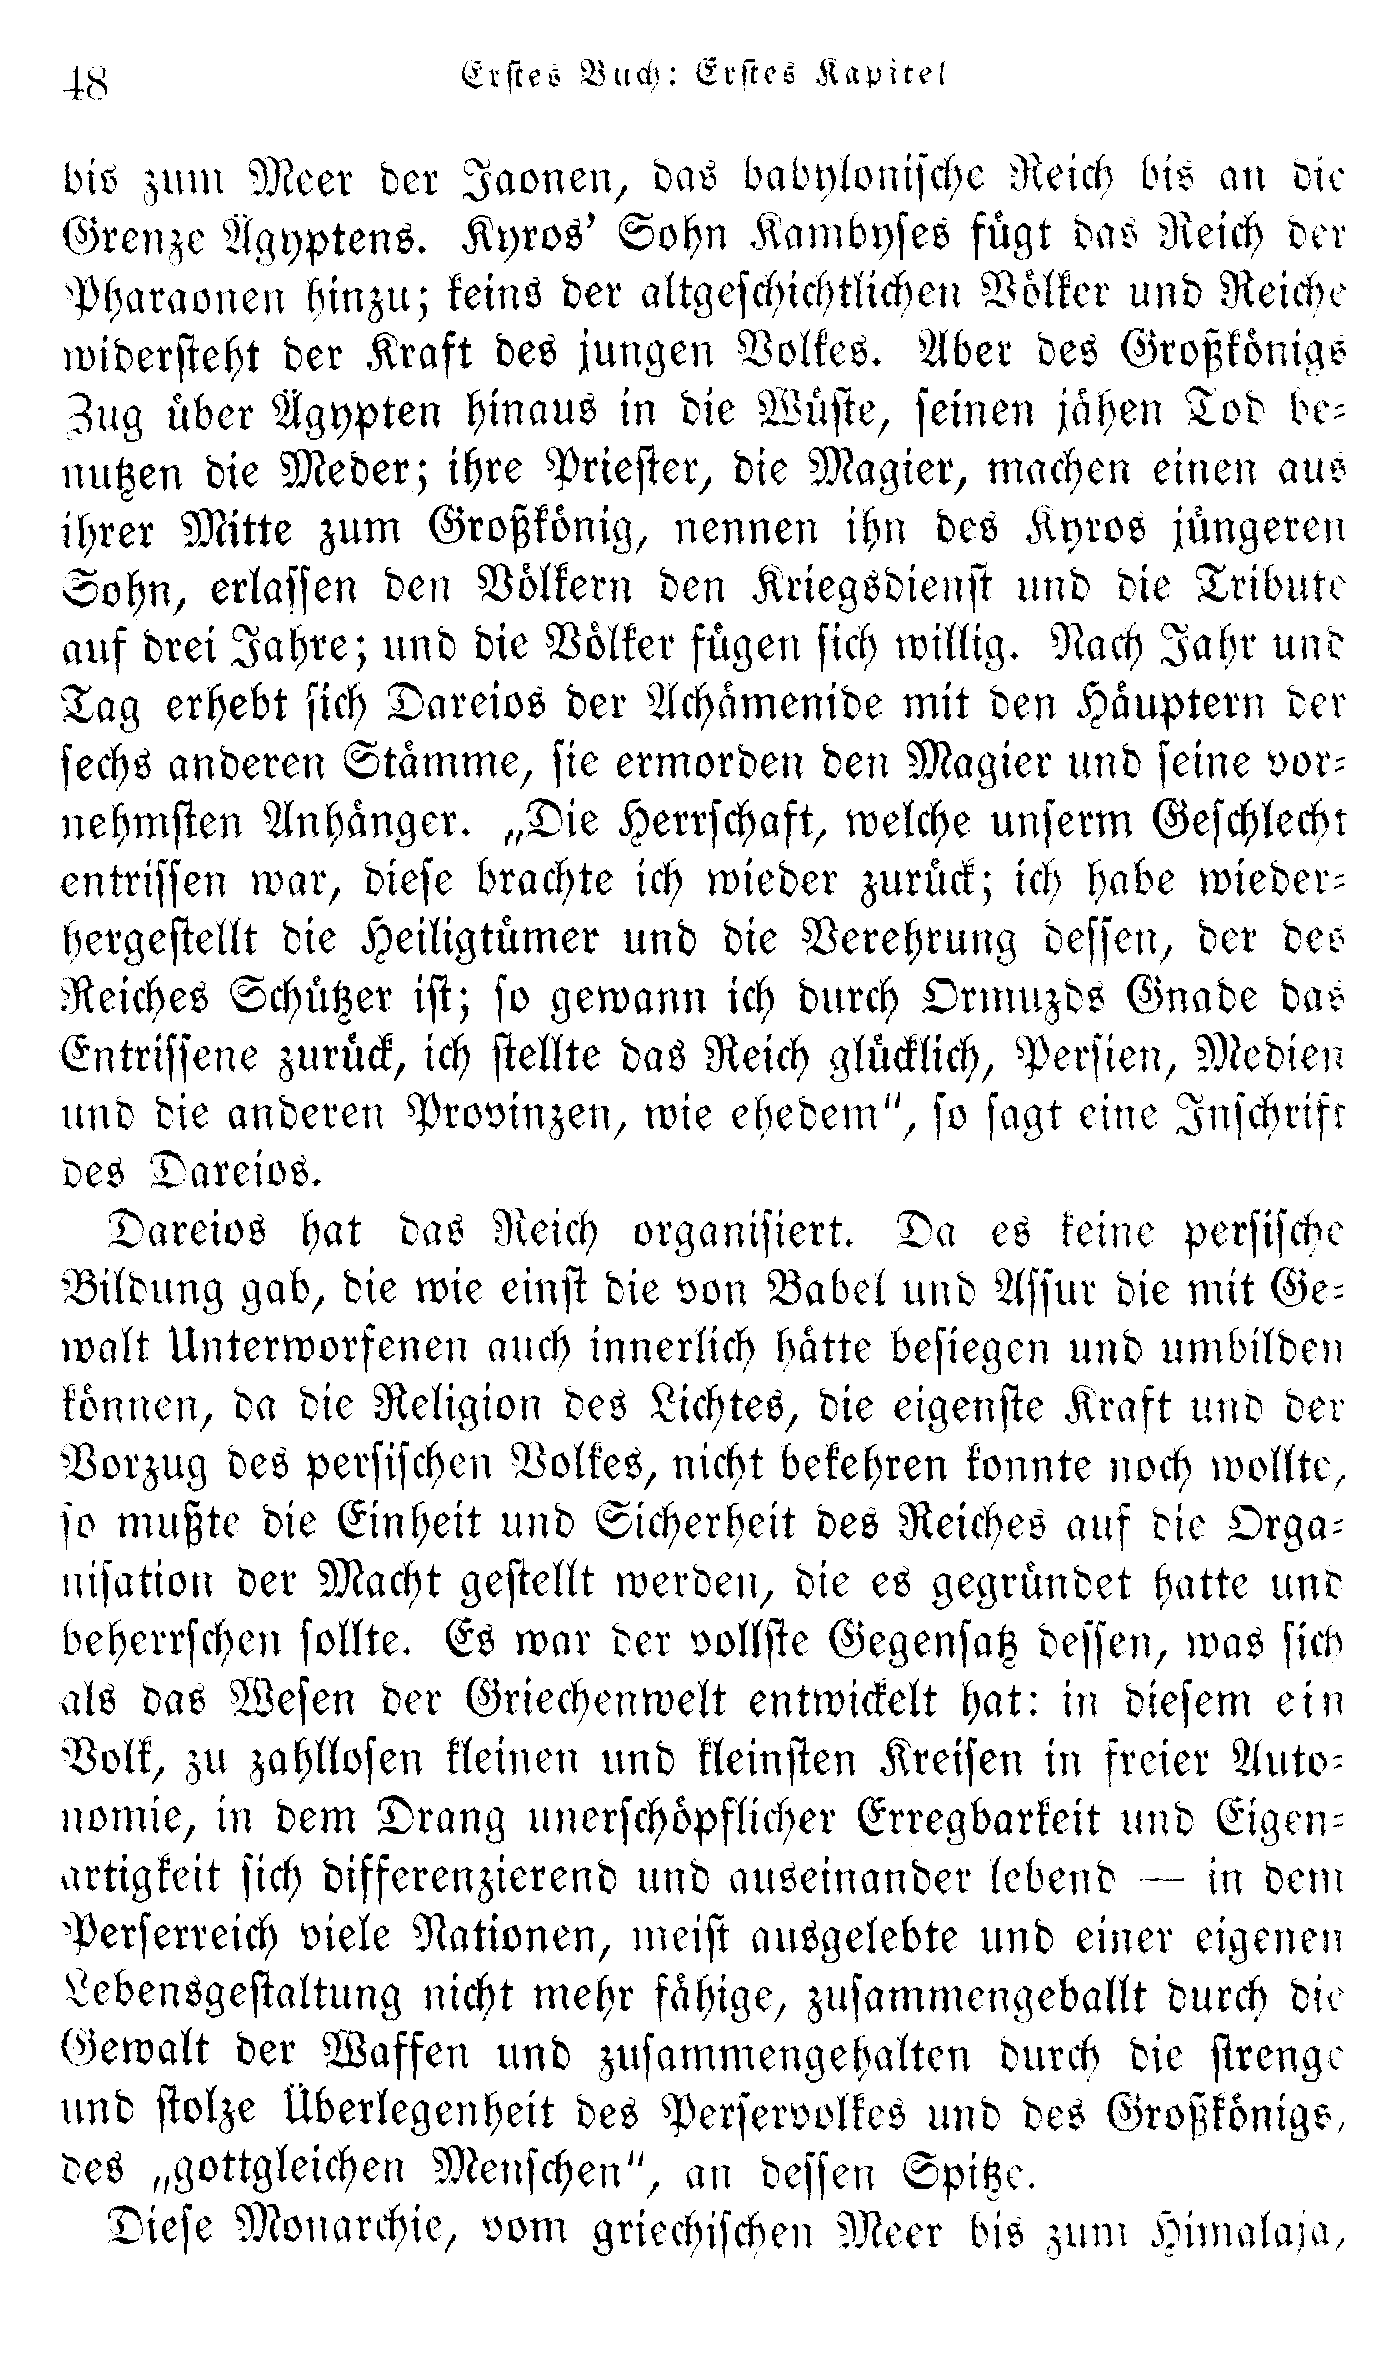 48
Erstes Buch: Erstes Kapitel
bis zum Meer der Jaonen, das babylonische Reich bis an die
Grenze Ägyptens. Kyros’ Sohn Kambyses fügt das Reich der
Pharaonen hinzu; keins der altgeschichtlichen Völker und Reiche
widersteht der Kraft des jungen Volkes. Aber des Großkönigs
Zug über Ägypten hinaus in die Wüste, seinen jähen Tod be-
nutzen die Meder; ihre Priester, die Magier, machen einen aus
ihrer Mitte zum Großkönig, nennen ihn des Kyros jüngeren
Sohn, erlassen den Völkern den Kriegsdienst und die Tribute
auf drei Jahre; und die Völker fügen sich willig. Nach Jahr und
Tag erhebt sich Dareios der Achämenide mit den Häuptern der
sechs anderen Stämme, sie ermorden den Magier und seine vor-
nehmsten Anhänger. „Die Herrschaft, welche unserm Geschlecht
entrissen war, diese brachte ich wieder zurück; ich habe wieder-
hergestellt die Heiligtümer und die Verehrung dessen, der des
Reiches Schützer ist; so gewann ich durch Ormuzds Gnade das
Entrissene zurück, ich stellte das Reich glücklich, Persien, Medien
und die anderen Provinzen, wie ehedem“, so sagt eine Inschrift
des Dareios.
Dareios hat das Reich organisiert. Da es keine persische
Bildung gab, die wie einst die von Babel und Assur die mit Ge-
walt Unterworfenen auch innerlich hätte besiegen und umbilden
können, da die Religion des Lichtes, die eigenste Kraft und der
Vorzug des persischen Volkes, nicht bekehren konnte noch wollte,
so mußte die Einheit und Sicherheit des Reiches auf die Orga-
nisation der Macht gestellt werden, die es gegründet hatte und
beherrschen sollte. Es war der vollste Gegensatz dessen, was sich
als das Wesen der Griechenwelt entwickelt hat: in diesem ein
Volk, zu zahllosen kleinen und kleinsten Kreisen in freier Auto-
nomie, in dem Drang unerschöpflicher Erregbarkeit und Eigen-
artigkeit sich differenzierend und auseinander lebend — in dem
Perserreich viele Nationen, meist ausgelebte und einer eigenen
Lebensgestaltung nicht mehr fähige, zusammengeballt durch die
Gewalt der Waffen und zusammengehalten durch die strenge
und stolze Überlegenheit des Perservolkes und des Großkönigs,
des „gottgleichen Menschen“, an dessen Spitze.
Diese Monarchie, vom griechischen Meer bis zum Himalaja,